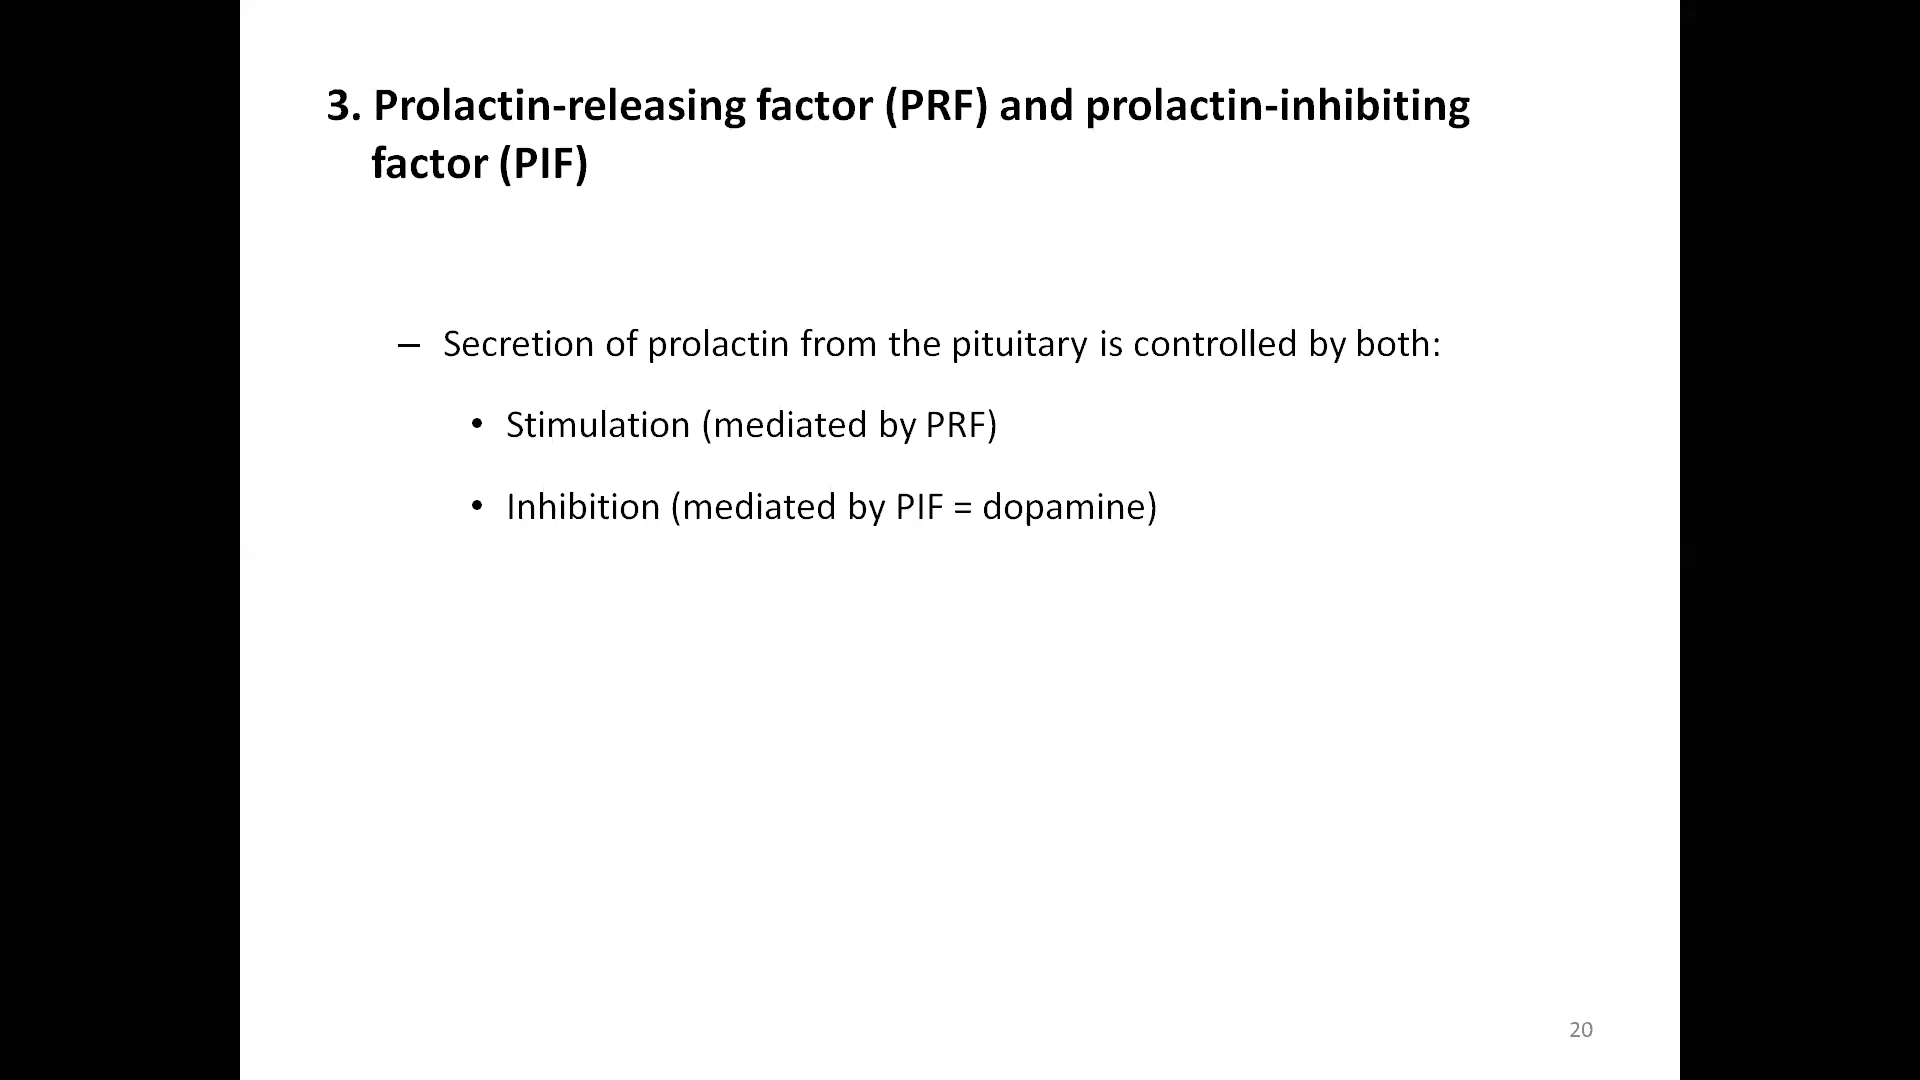 3. Prolactin-releasing factor (PRF) and prolactin-inhibiting
factor (PIF)
– Secretion of prolactin from the pituitary is controlled by both:
• Stimulation (mediated by PRF)
• Inhibition (mediated by PIF = dopamine)
20